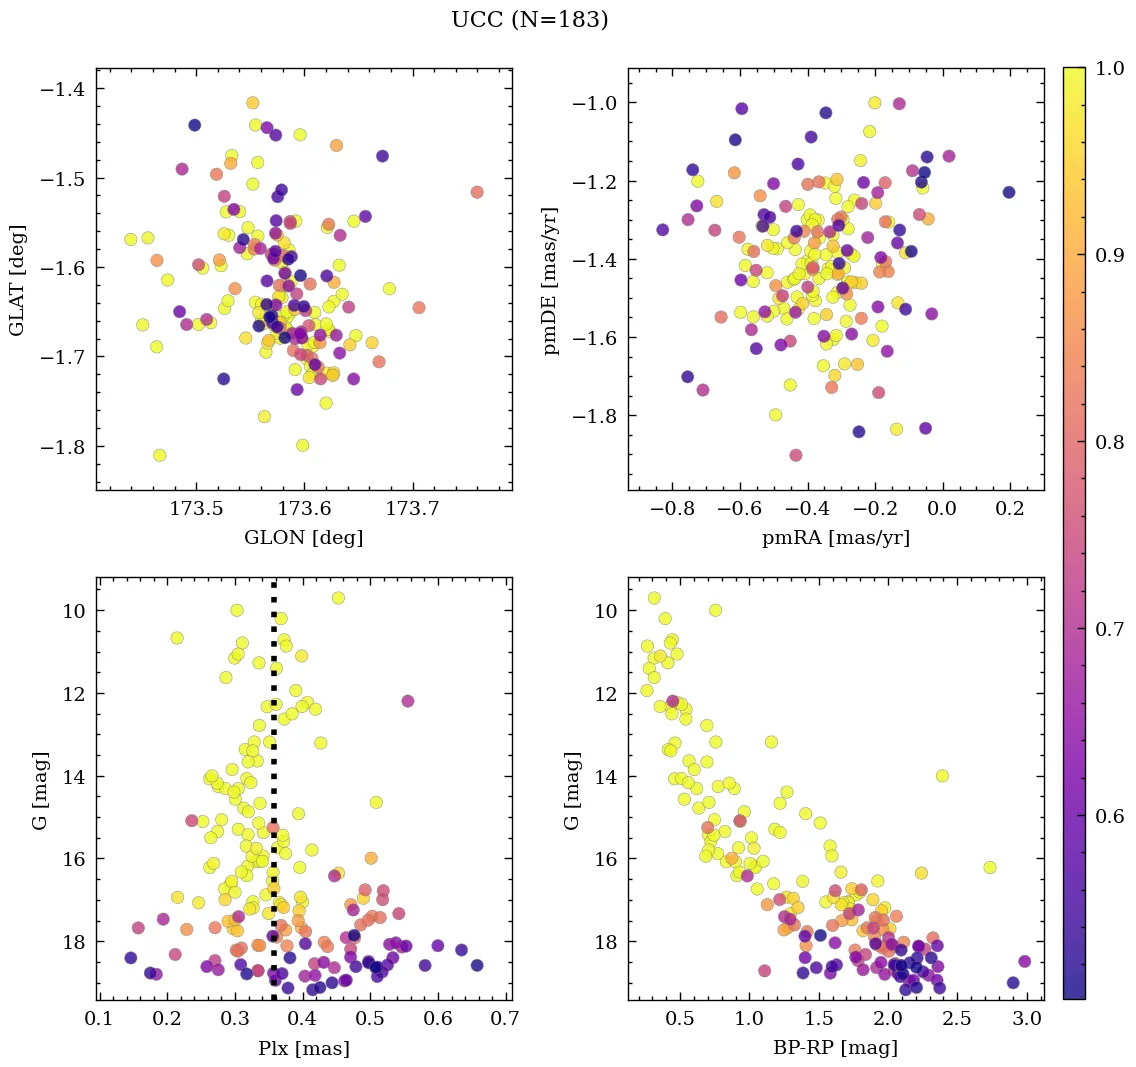 UCC (N=183)
−1.4
−1.5
−1.6
−1.7
−1.8
GLAT [deg]
173.5 173.6 173.7
GLON [deg]
−1.0
−1.2
−1.4
−1.6
−1.8
pmDE [mas/yr]
−0.8 −0.6 −0.4 −0.2 0.0 0.2
pmRA [mas/yr]
1.0
0.9
0.8
0.7
0.6
10
12
14
16
18
G [mag]
0.1 0.2 0.3 0.4 0.5 0.6 0.7
Plx [mas]
10
12
14
16
18
G [mag]
0.5 1.0 1.5 2.0 2.5 3.0
BP-RP [mag]